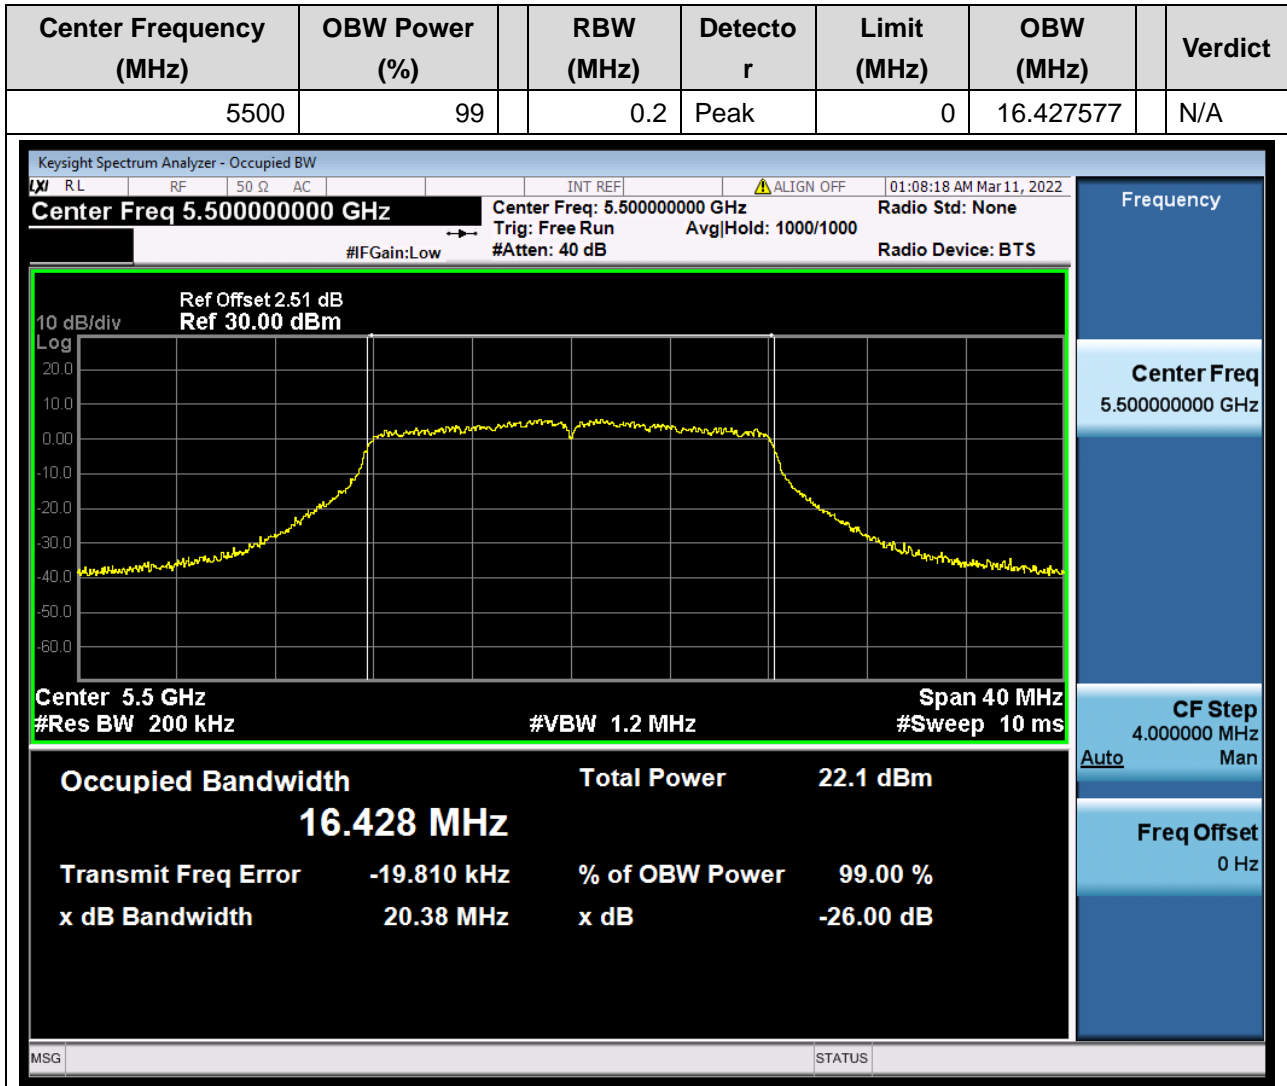 Center Frequency (MHz) OBW Power (%) RBW (MHz) Detecto r Limit (MHz) OBW (MHz) Verdict
5500 99 0.2 Peak 0 16.427577 N/A
Keysight Spectrum Analyzer - Occupied BW
LXI RL RF 50 Ω AC INT REF ALIGN OFF 01:08:18 AM Mar 11, 2022
Center Freq 5.500000000 GHz Center Freq: 5.500000000 GHz Radio Std: None
Trig: Free Run Avg|Hold: 1000/1000
#IFGain:Low #Atten: 40 dB Radio Device: BTS
Ref Offset 2.51 dB
10 dB/div Ref 30.00 dBm
Log
20.0
10.0
0.00
-10.0
-20.0
-30.0
-40.0
-50.0
-60.0
Center 5.5 GHz Span 40 MHz
#Res BW 200 kHz #VBW 1.2 MHz #Sweep 10 ms
Occupied Bandwidth Total Power 22.1 dBm
16.428 MHz
Transmit Freq Error -19.810 kHz % of OBW Power 99.00 %
x dB Bandwidth 20.38 MHz x dB -26.00 dB
MSG STATUS
Frequency
Center Freq
5.500000000 GHz
CF Step
4.000000 MHz
Auto Man
Freq Offset
0 Hz